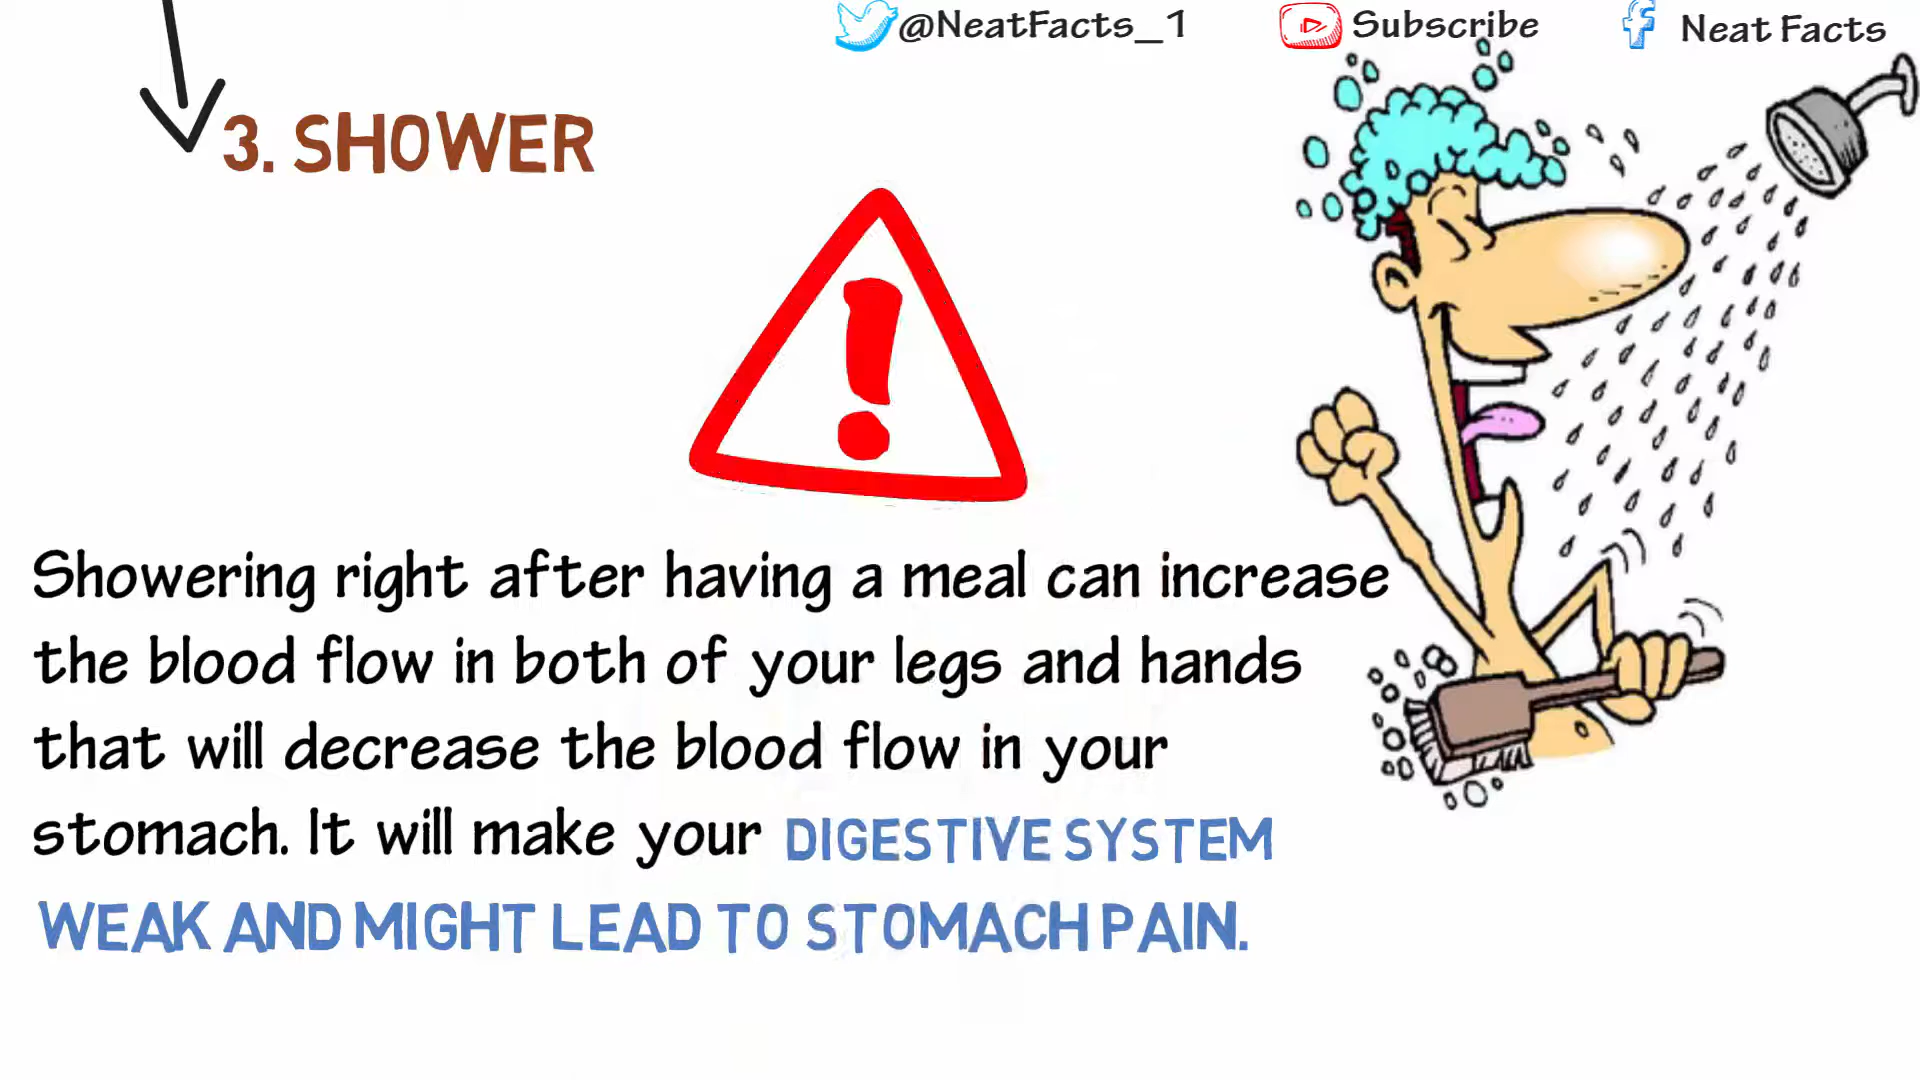 @NeatFacts_1 Subscribe Neat Facts
3. SHOWER
Showering right after having a meal can increase
the blood flow in both of your legs and hands
that will decrease the blood flow in your
stomach. It will make your DIGESTIVE SYSTEM
WEAK AND MIGHT LEAD TO STOMACH PAIN.